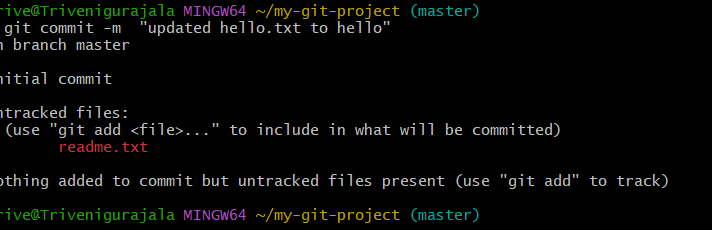 rive@Trivenigurajala MINGW64 ~/my-git-project (master)
git commit -m  "updated hello.txt to hello"
n branch master
nitial commit
ntracked files:
(use "git add <file>..." to include in what will be committed)
readme.txt
othing added to commit but untracked files present (use "git add" to track)
rive@Trivenigurajala MINGW64 ~/my-git-project (master)